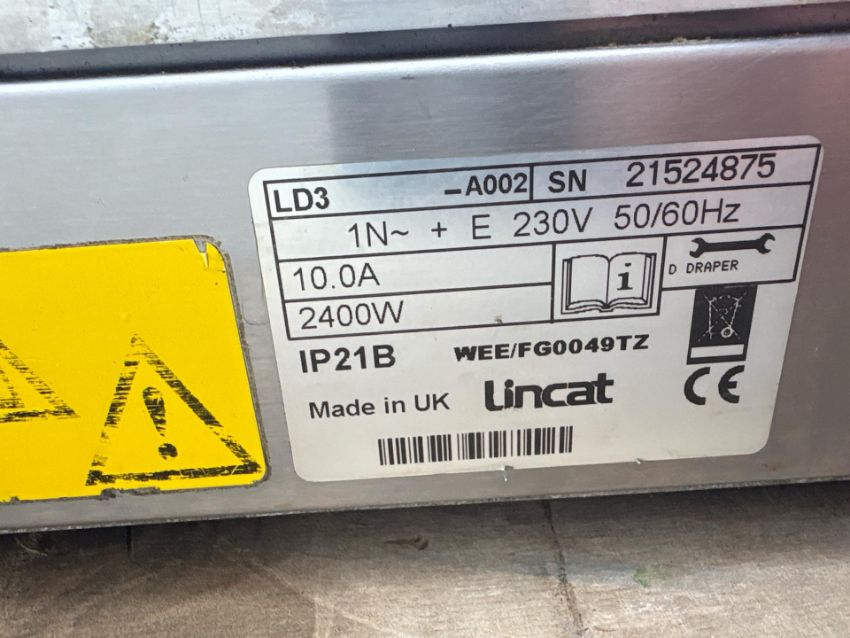 LD3 -A002 SN 21524875
1N~ + E 230V 50/60Hz
10.0A
D DRAPER
2400W
IP21B WEE/FG0049TZ
Made in UK Lincat CE